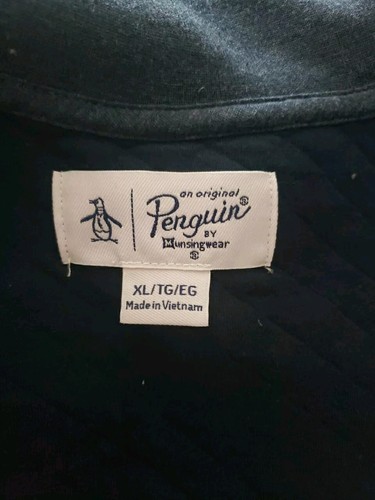 an original
Penguin®
BY
Munsingwear
®
XL/TG/EG
Made in Vietnam